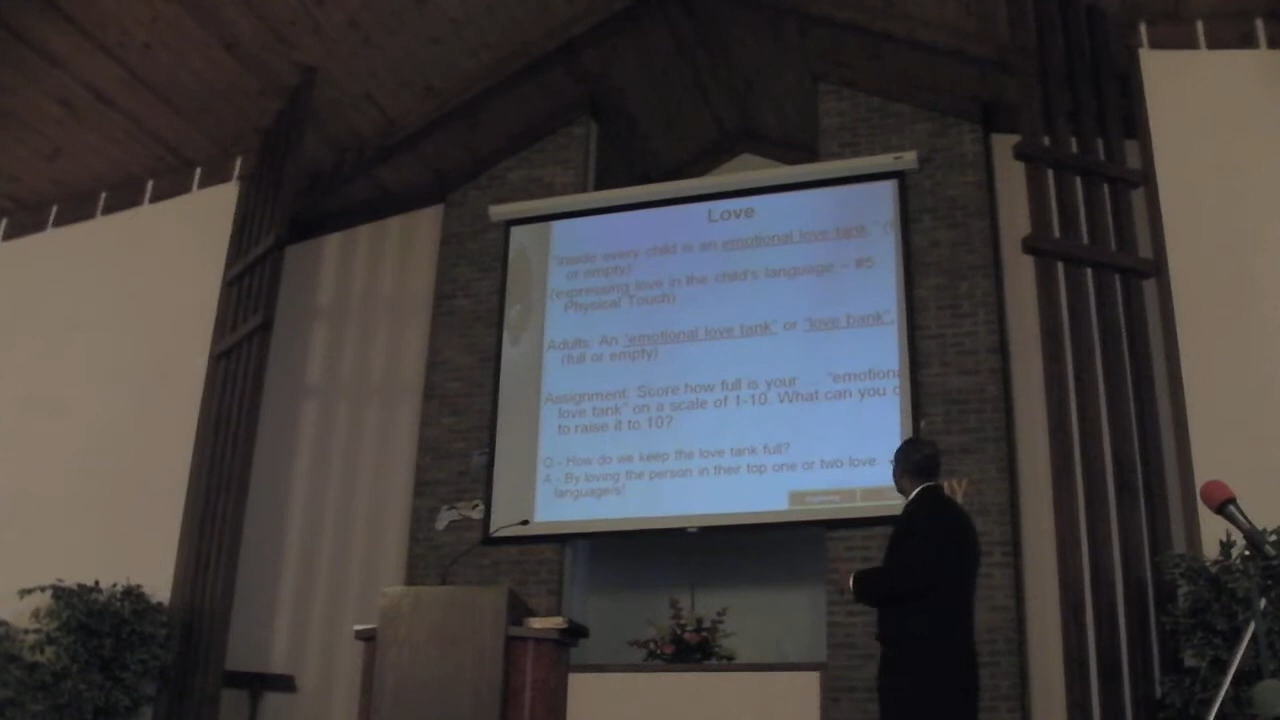 Love
"Inside every child is an emotional love tank." (
or empty)
(expressing love in the child's language – #5
Physical Touch)
Adults: An "emotional love tank" or "love bank".
(full or empty)
Assignment: Score how full is your ... "emotional
love tank" on a scale of 1-10. What can you
to raise it to 10?
Q - How do we keep the love tank full?
A - By loving the person in their top one or two love
language/s!